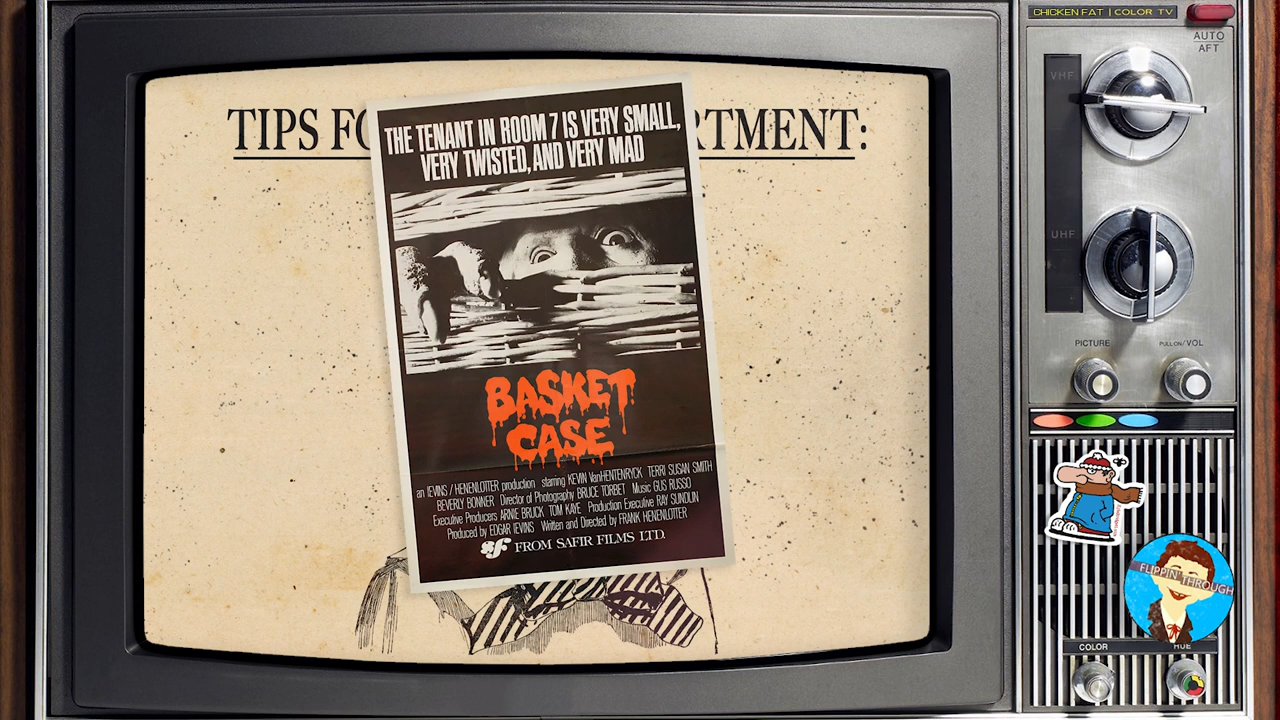 CHICKEN FAT | COLOR TV
AUTO
AFT
VHF
UHF
PICTURE
PULL ON/VOL
COLOR
HUE
FLIPPIN' THROUGH
TIPS FO
RTMENT:
THE TENANT IN ROOM 7 IS VERY SMALL,
VERY TWISTED, AND VERY MAD
BASKET
CASE
an IEVINS / HENENLOTTER production starring KEVIN VanHENTENRYCK TERRI SUSAN SMITH
BEVERLY BONNER Director of Photography BRUCE TORBET Music GUS RUSSO
Executive Producers ARNIE BRUCK TOM KAYE Production Executive RAY SUNDLIN
Produced by EDGAR IEVINS Written and Directed by FRANK HENENLOTTER
sf FROM SAFIR FILMS LTD.